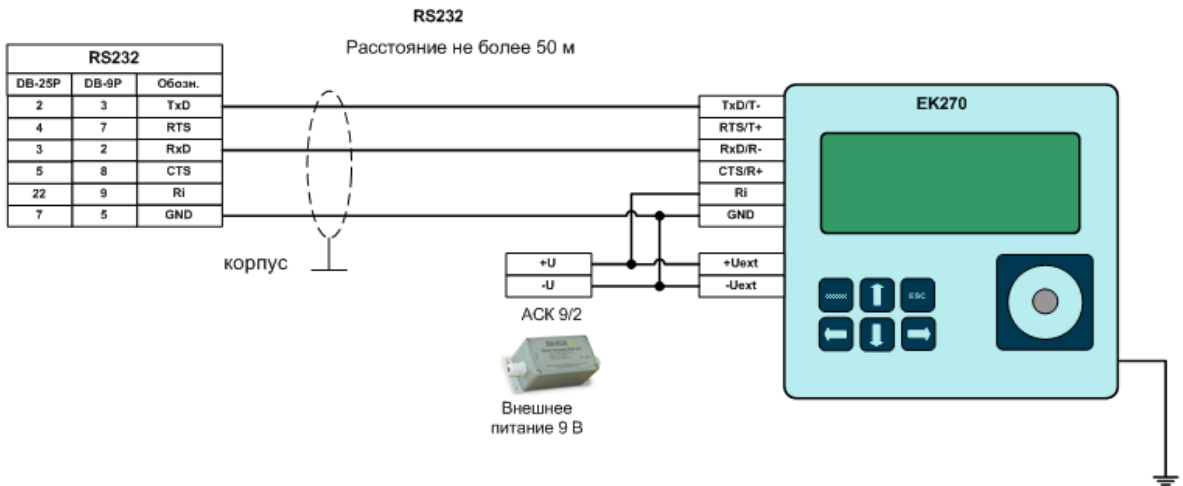 RS232
Расстояние не более 50 м
RS232
DB-25P DB-9P Обозн.
2 3 TxD
4 7 RTS
3 2 RxD
5 8 CTS
22 9 Ri
7 5 GND
корпус
TxD/T-
RTS/T+
RxD/R-
CTS/R+
Ri
GND
+U
-U
+Uext
-Uext
АСК 9/2
Внешнее
питание 9 В
EK270
ESC